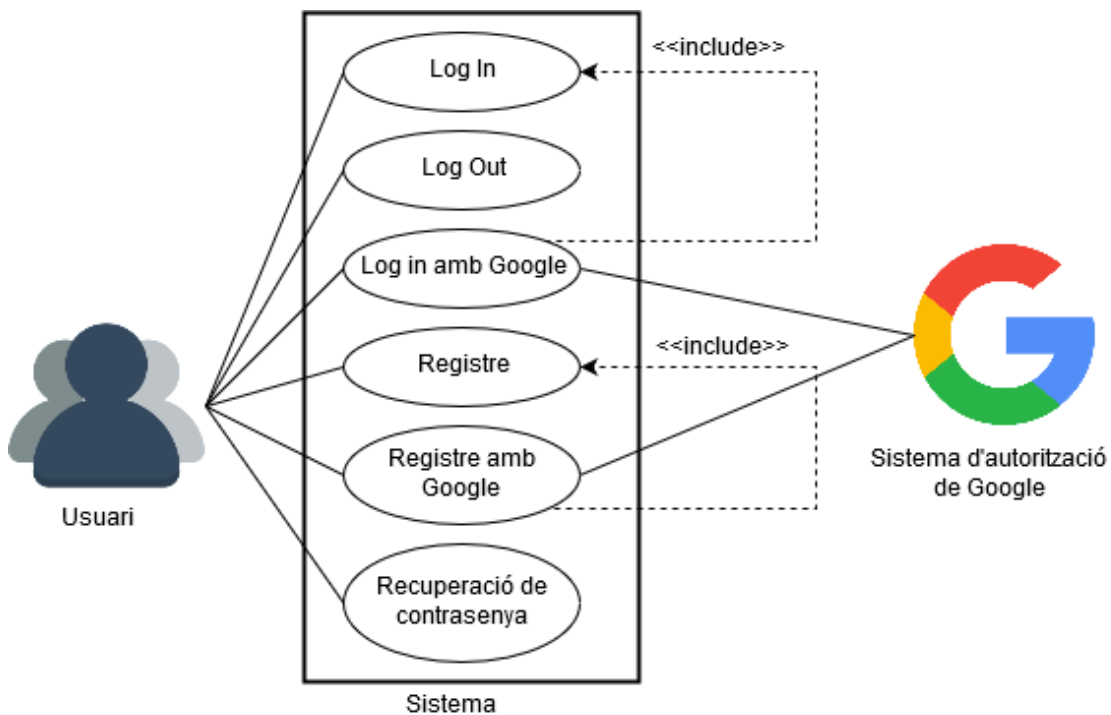 <<include>>
Log In
Log Out
Log in amb Google
<<include>>
Registre
Registre amb
Google
Sistema d'autorització
de Google
Usuari
Recuperació de
contrasenya
Sistema